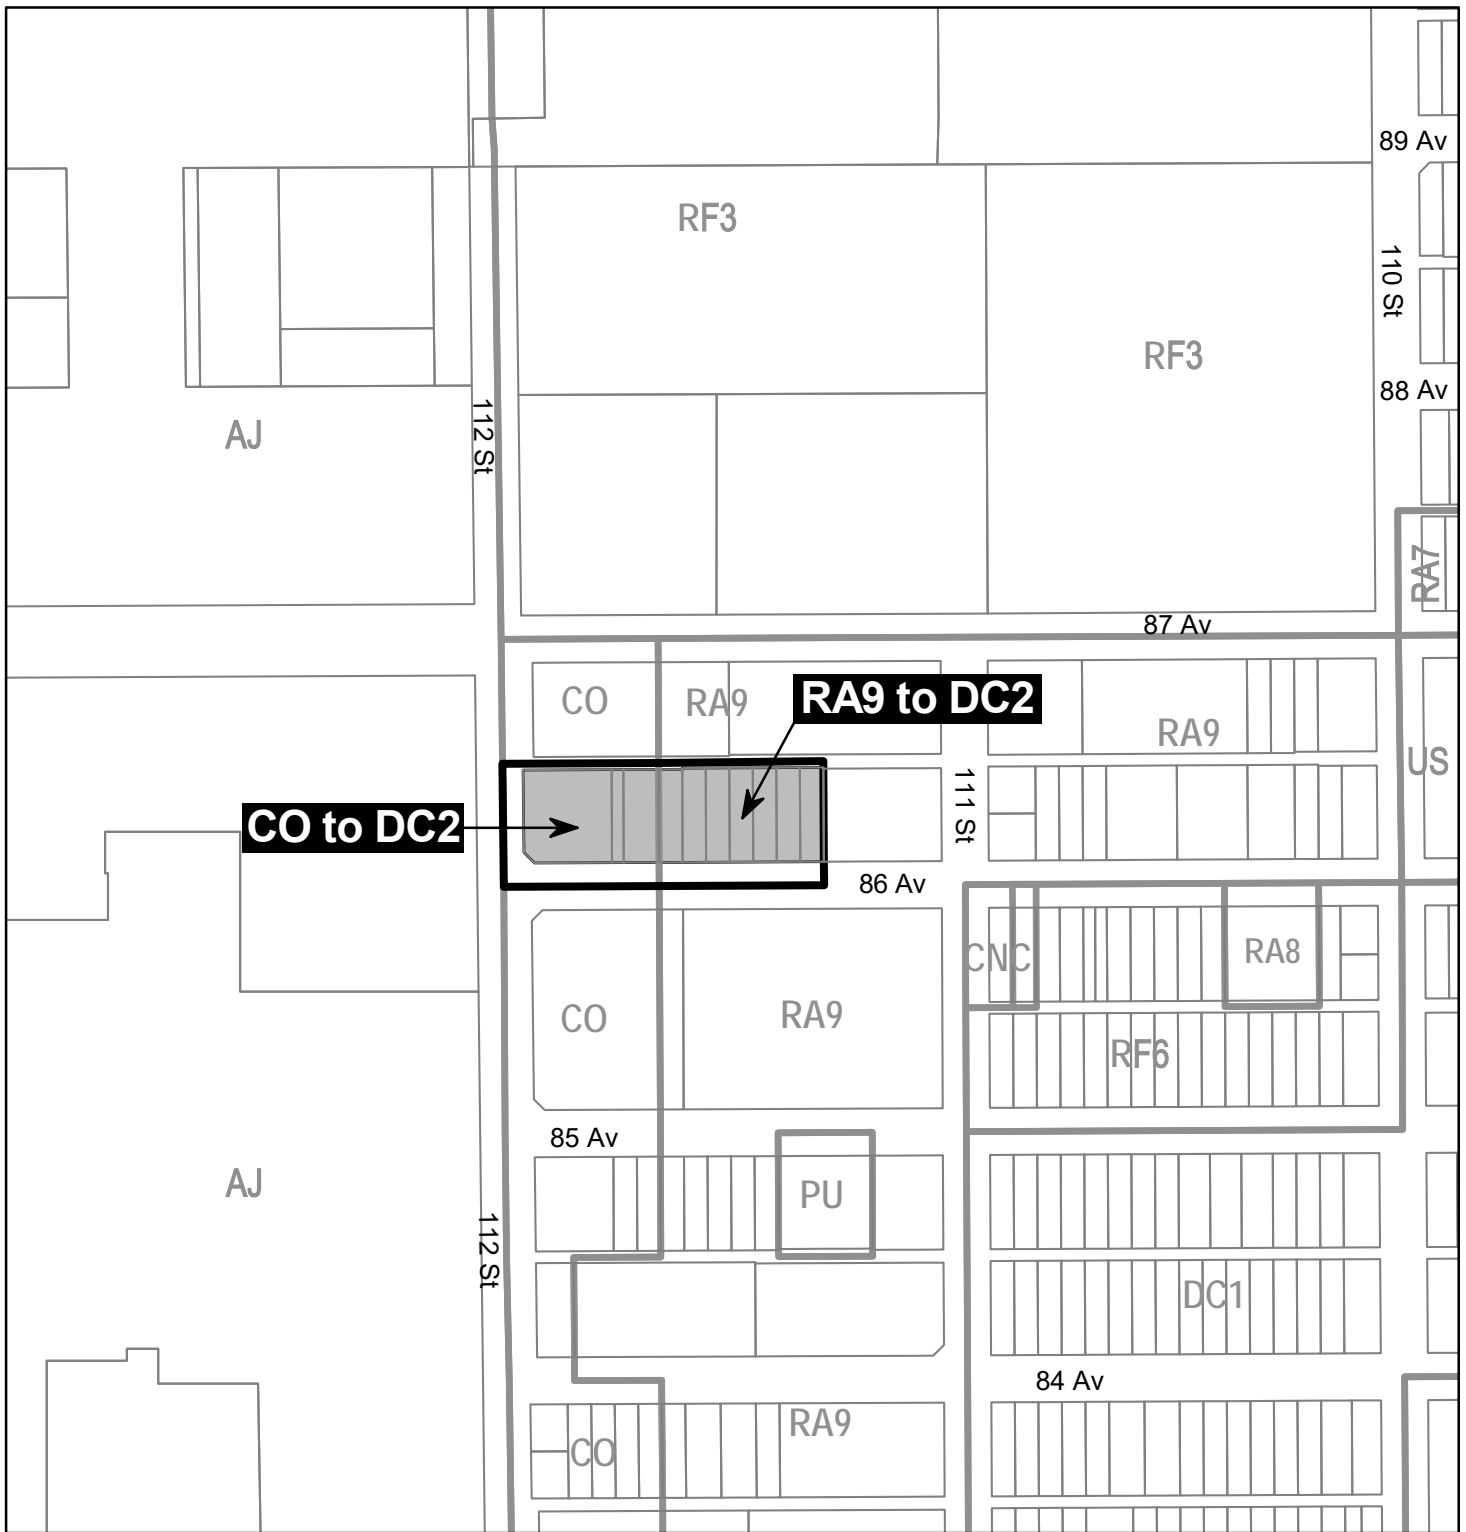 89 Av
RF3
110 St
RF3
88 Av
112 St
AJ
RA7
87 Av
CO
RA9
RA9 to DC2
RA9
US
111 St
CO to DC2
86 Av
CNC
RA8
CO
RA9
RF6
85 Av
AJ
PU
112 St
DC1
84 Av
RA9
CO